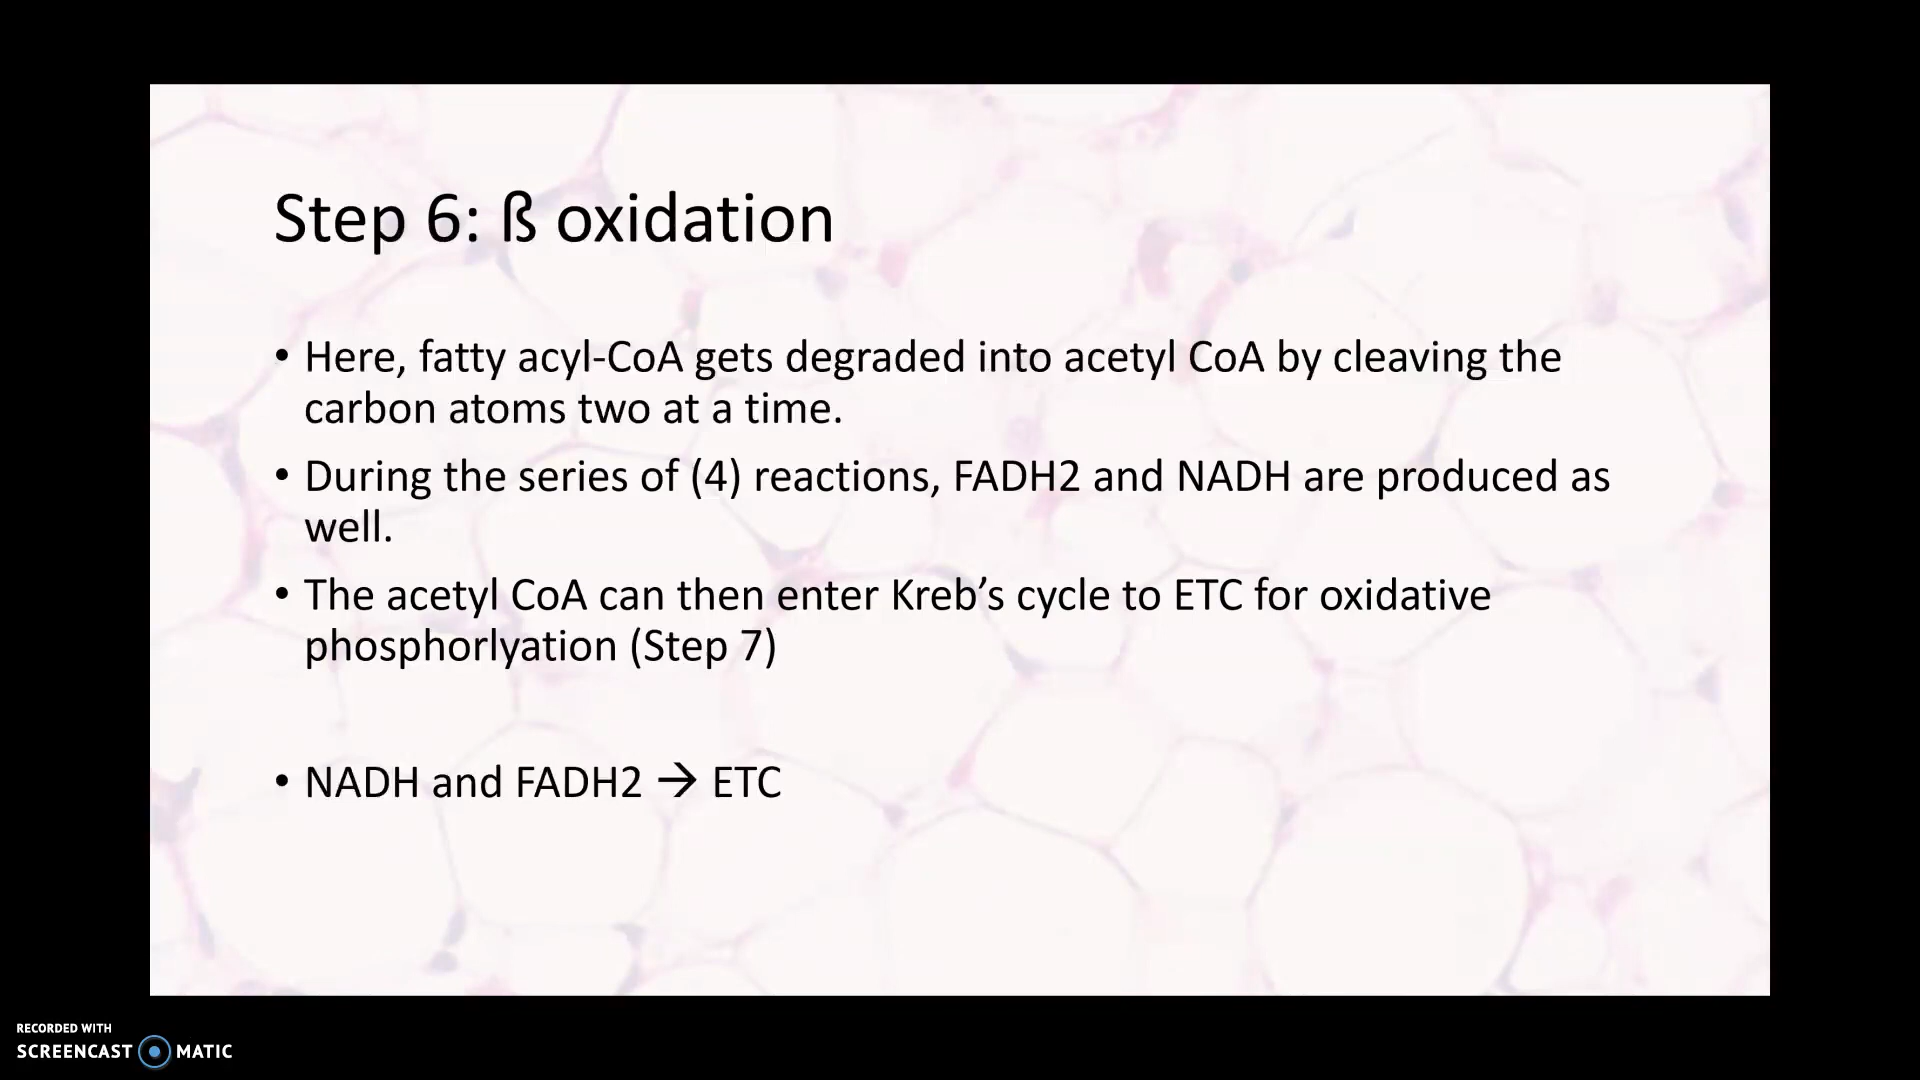 Step 6: ß oxidation
• Here, fatty acyl-CoA gets degraded into acetyl CoA by cleaving the
carbon atoms two at a time.
• During the series of (4) reactions, FADH2 and NADH are produced as
well.
• The acetyl CoA can then enter Kreb’s cycle to ETC for oxidative
phosphorlyation (Step 7)
• NADH and FADH2 → ETC
RECORDED WITH
SCREENCAST MATIC